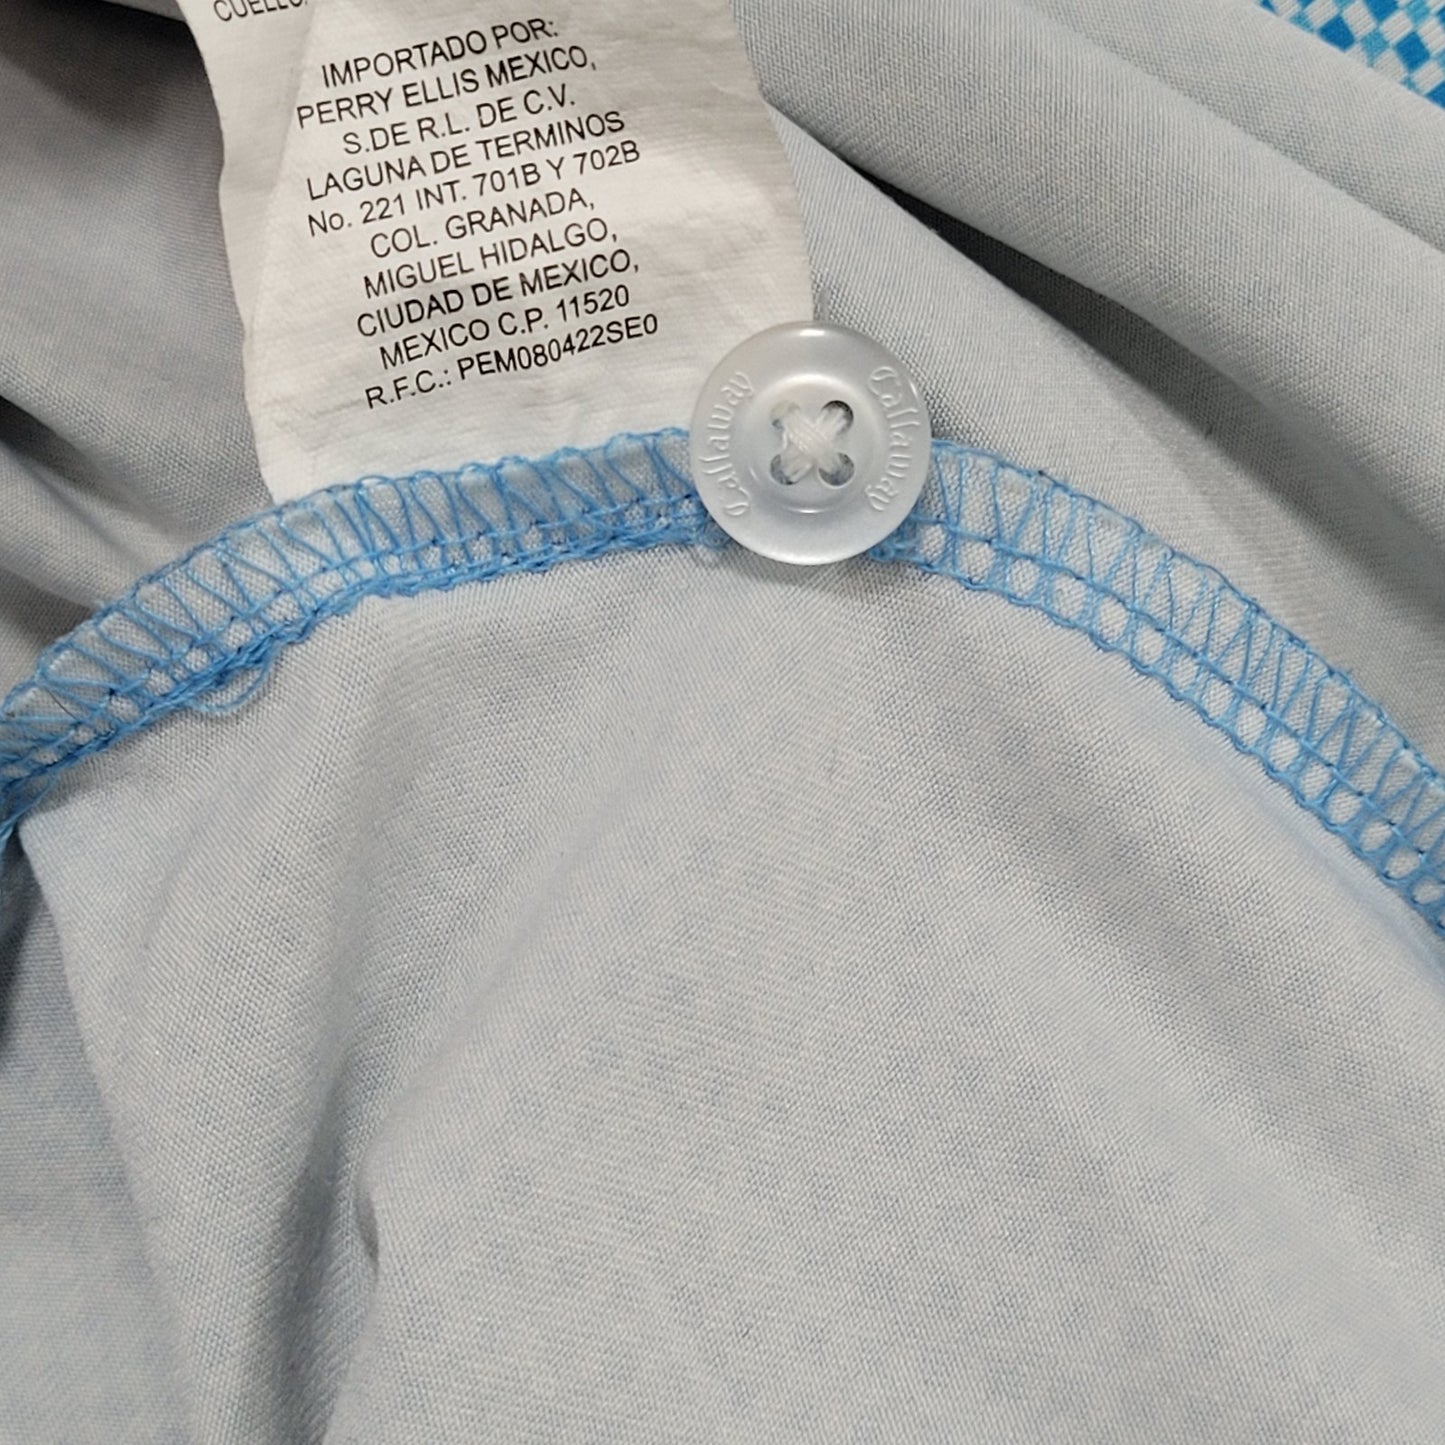 CUELLO:
IMPORTADO POR:
PERRY ELLIS MEXICO,
S.DE R.L. DE C.V.
LAGUNA DE TERMINOS
No. 221 INT. 701B Y 702B
COL. GRANADA,
MIGUEL HIDALGO,
CIUDAD DE MEXICO,
MEXICO C.P. 11520
R.F.C.: PEM080422SE0
Callaway
Callaway